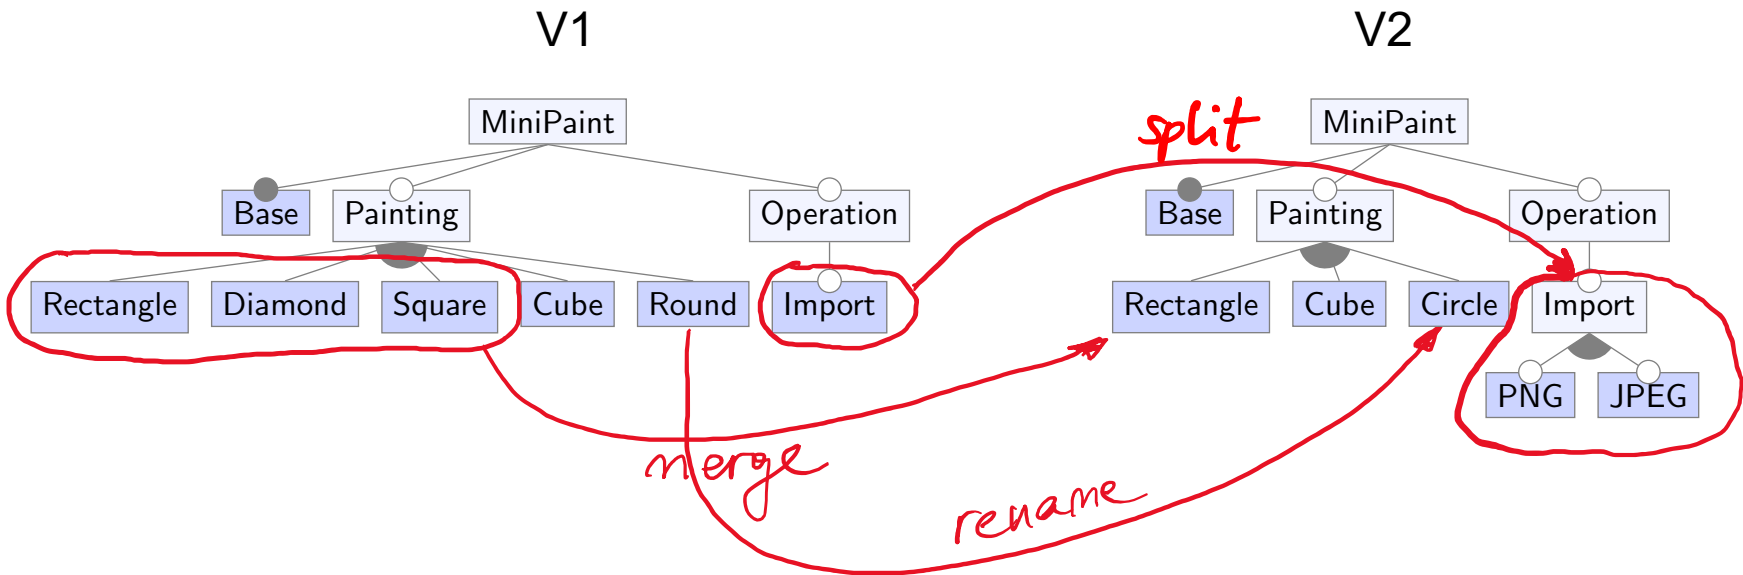 V1 V2
MiniPaint split MiniPaint
Base Painting Operation Base Painting Operation
Rectangle Diamond Square Cube Round Import Rectangle Cube Circle Import
PNG JPEG
merge
rename